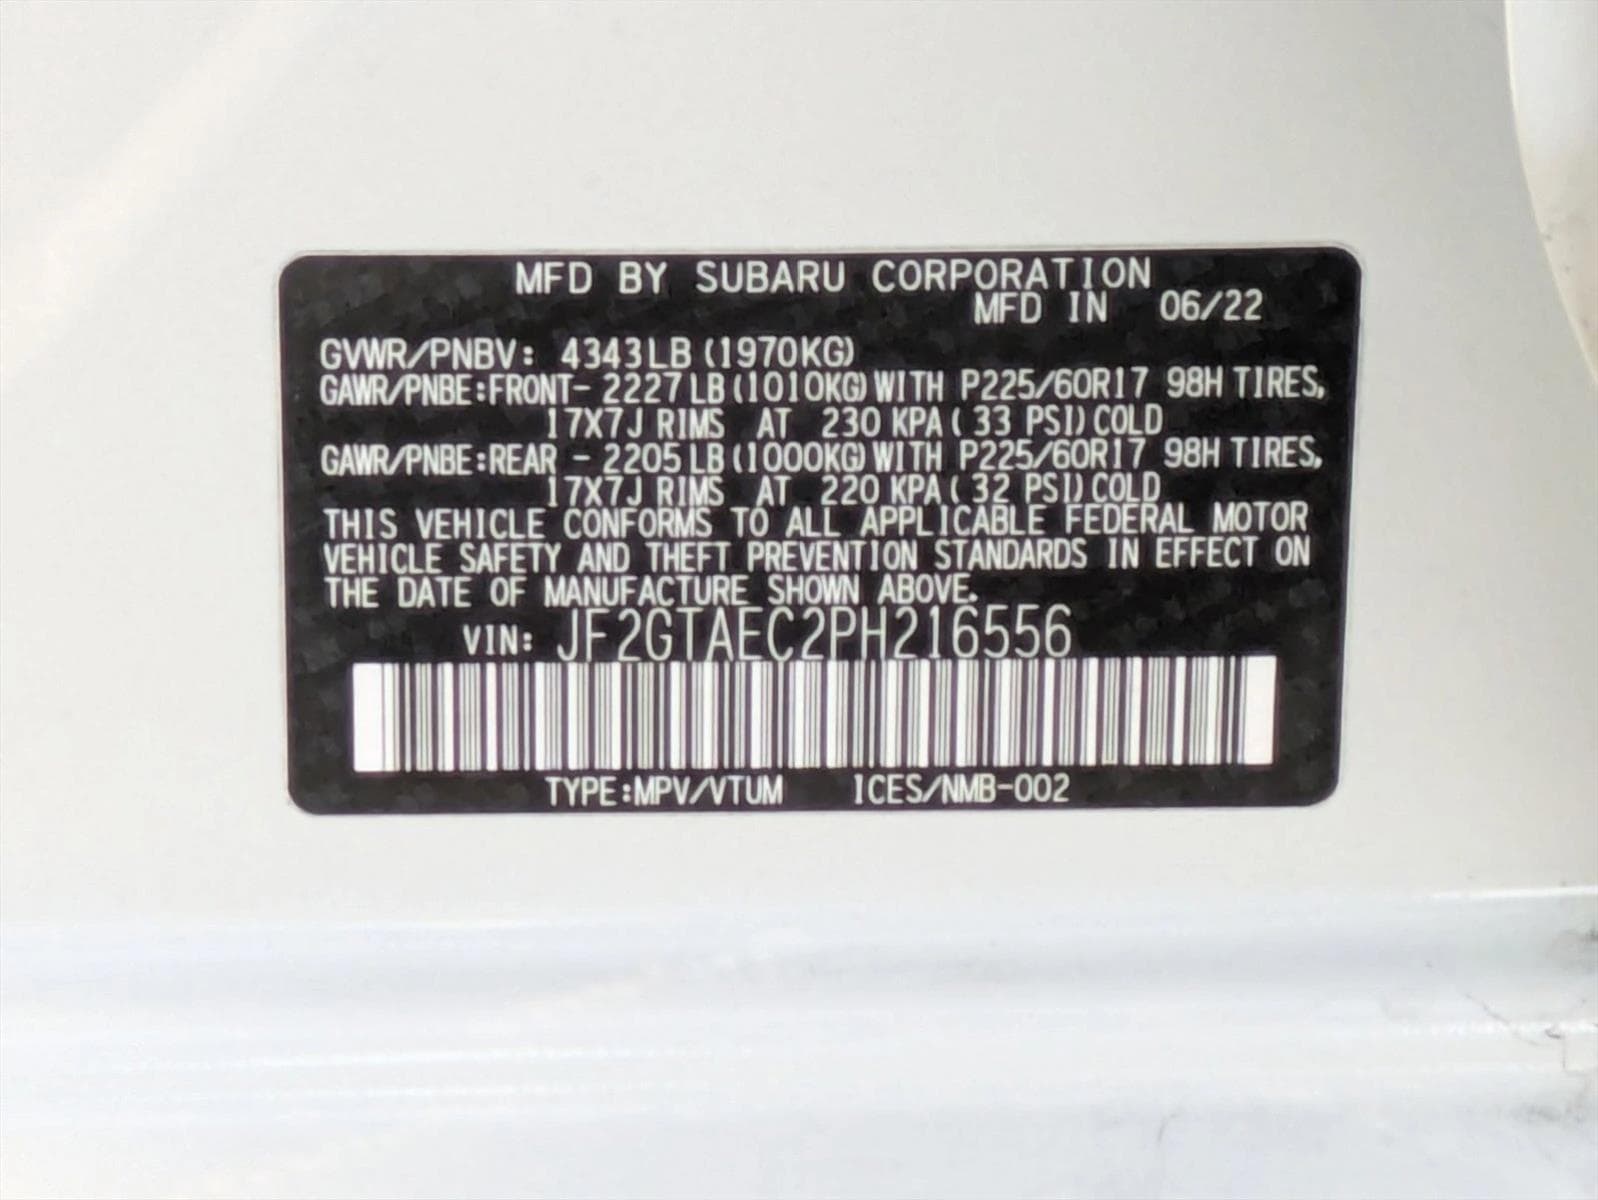 MFD BY SUBARU CORPORATION
MFD IN 06/22
GVWR/PNBV: 4343LB (1970KG)
GAWR/PNBE:FRONT- 2227LB (1010KG) WITH P225/60R17 98H TIRES,
17X7J RIMS AT 230 KPA ( 33 PSI) COLD
GAWR/PNBE:REAR - 2205LB (1000KG) WITH P225/60R17 98H TIRES,
17X7J RIMS AT 220 KPA ( 32 PSI) COLD
THIS VEHICLE CONFORMS TO ALL APPLICABLE FEDERAL MOTOR
VEHICLE SAFETY AND THEFT PREVENTION STANDARDS IN EFFECT ON
THE DATE OF MANUFACTURE SHOWN ABOVE.
VIN: JF2GTAEC2PH216556
TYPE:MPV/VTUM ICES/NMB-002